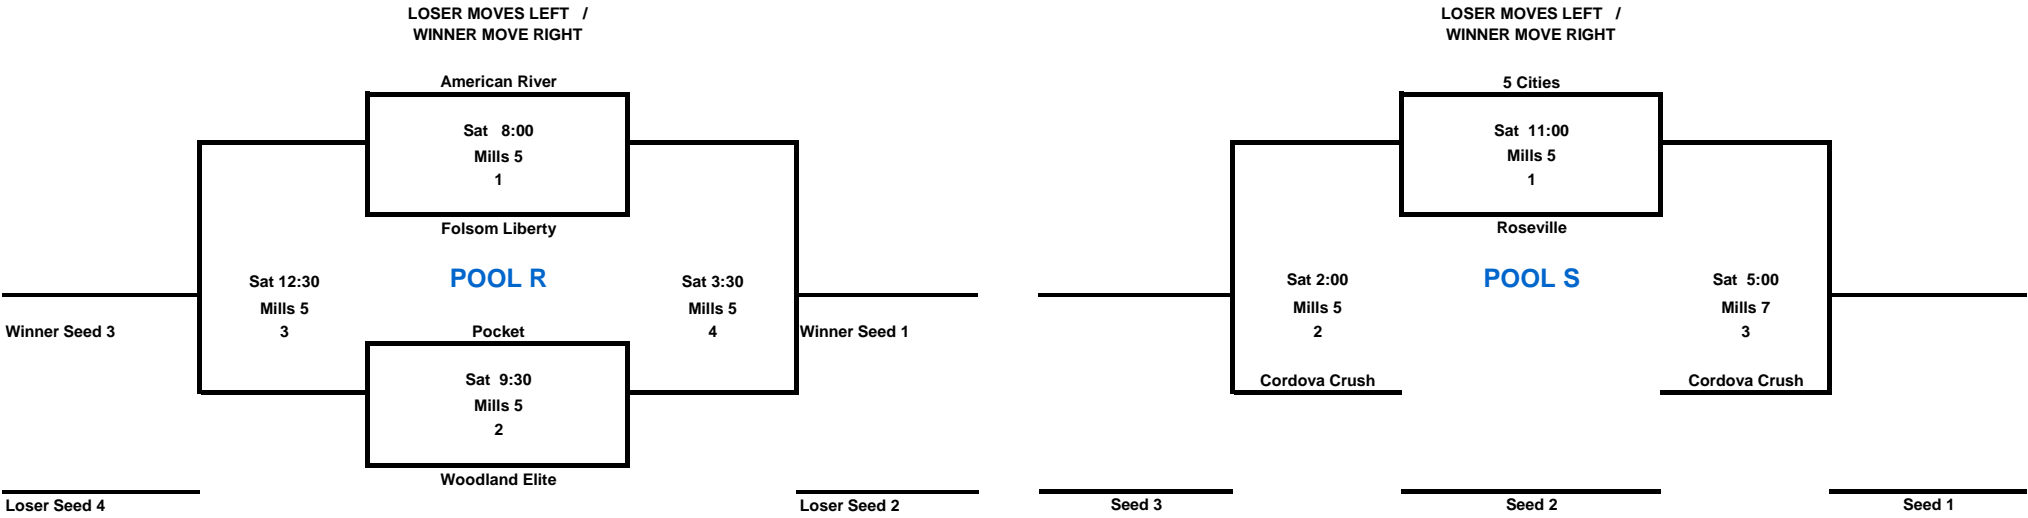 LOSER MOVES LEFT /
WINNER MOVE RIGHT
American River
Sat 8:00
Mills 5
1
Folsom Liberty
Sat 12:30
Mills 5
3
POOL R
Sat 3:30
Mills 5
4
Winner Seed 3
Pocket
Winner Seed 1
Sat 9:30
Mills 5
2
Woodland Elite
Loser Seed 4
Loser Seed 2
LOSER MOVES LEFT /
WINNER MOVE RIGHT
5 Cities
Sat 11:00
Mills 5
1
Roseville
Sat 2:00
Mills 5
2
POOL S
Sat 5:00
Mills 7
3
Cordova Crush
Cordova Crush
Seed 3
Seed 2
Seed 1